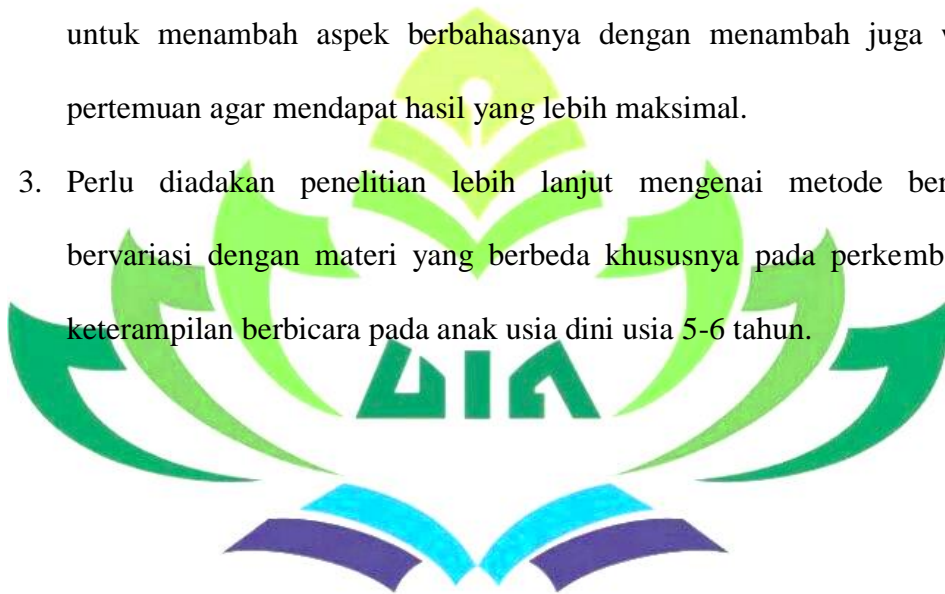 untuk menambah aspek berbahasanya dengan menambah juga
pertemuan agar mendapat hasil yang lebih maksimal.
3. Perlu diadakan penelitian lebih lanjut mengenai metode
bervariasi dengan materi yang berbeda khususnya pada
keterampilan berbicara pada anak usia dini usia 5-6 tahun.
UIN